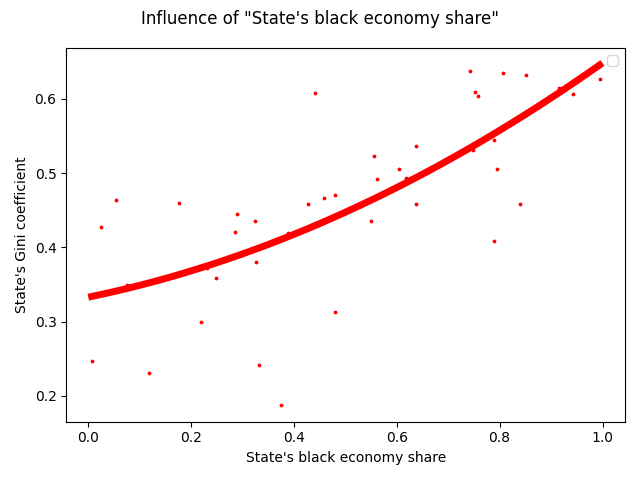 Influence of "State's black economy share"
State's Gini coefficient
0.6
0.5
0.4
0.3
0.2
0.0 0.2 0.4 0.6 0.8 1.0
State's black economy share